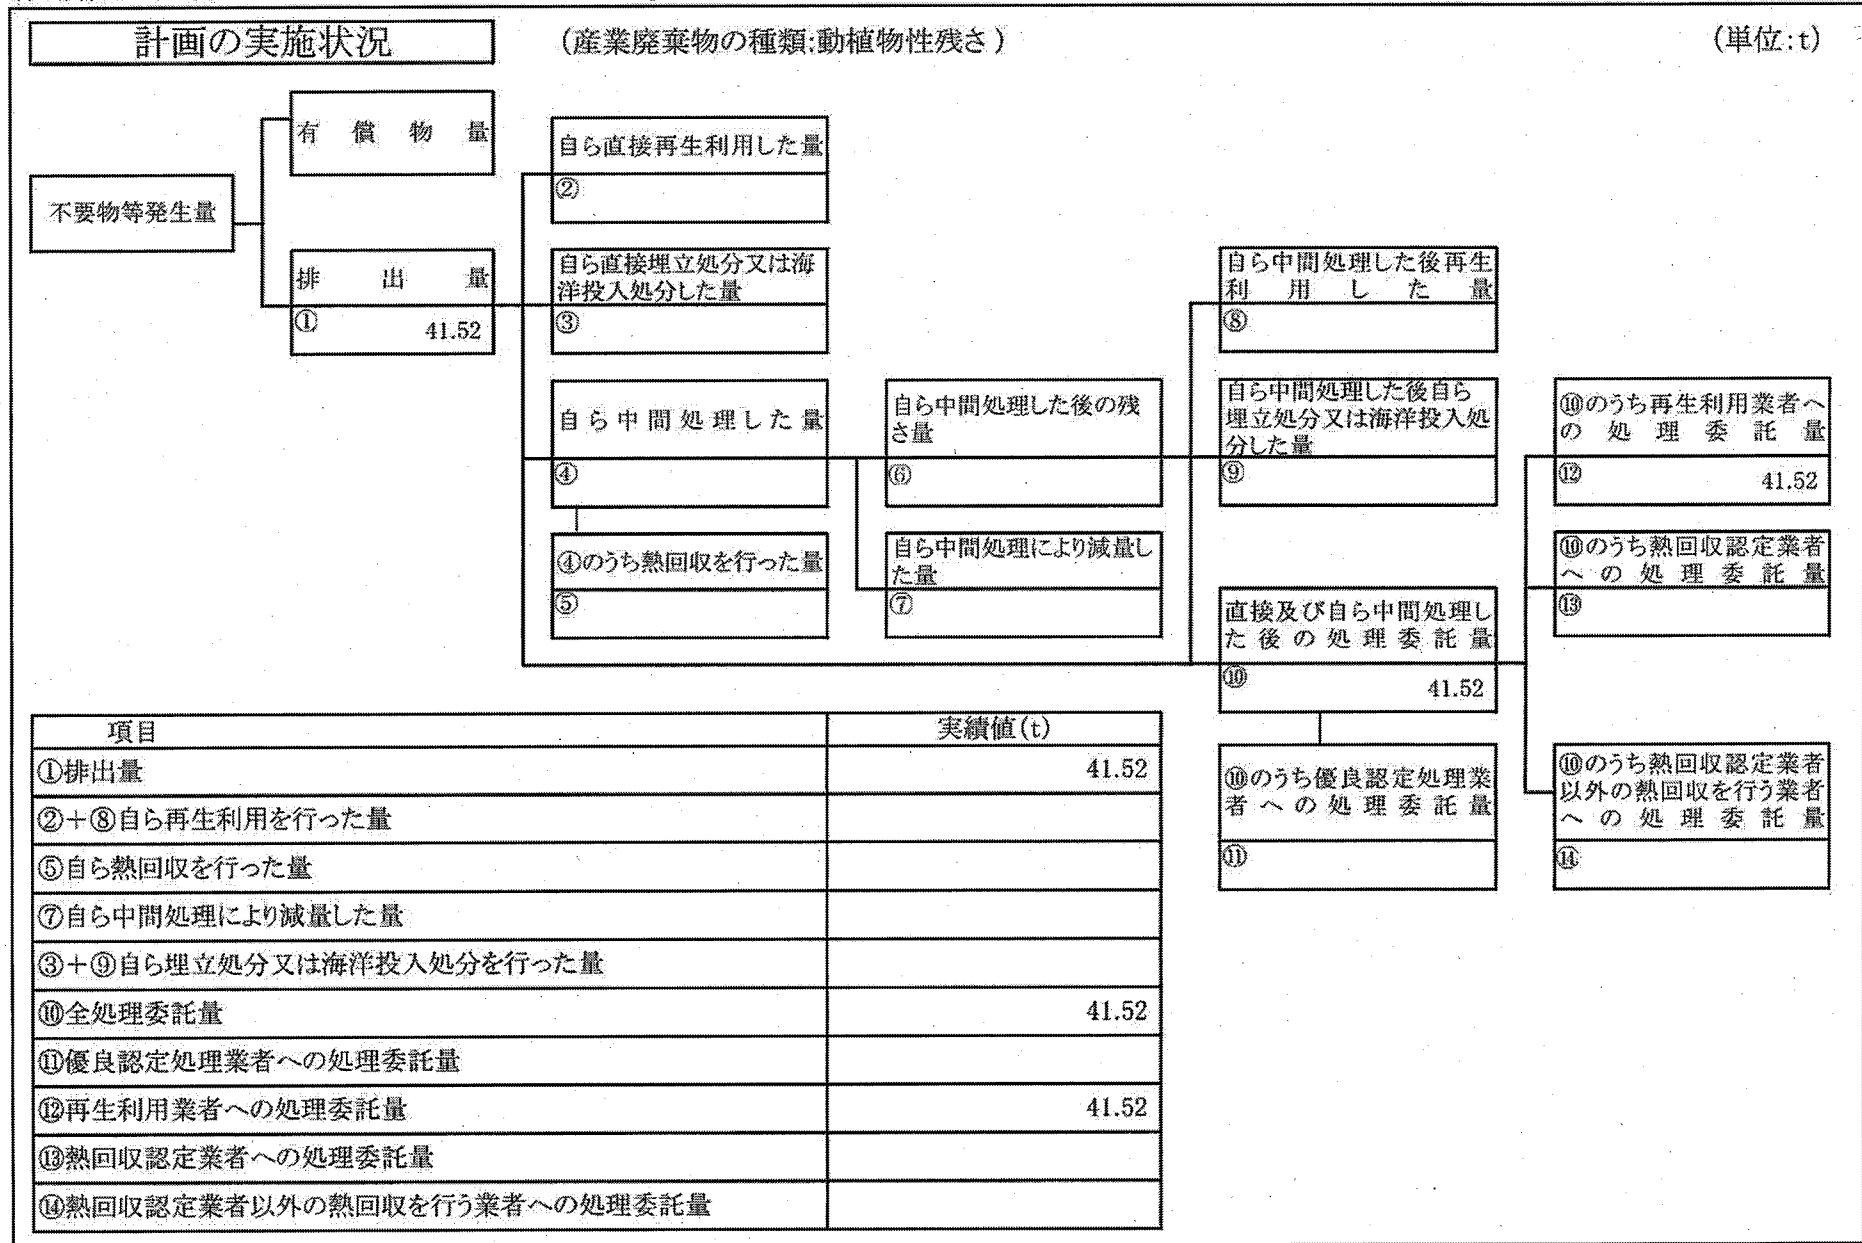 計画の実施状況
(産業廃棄物の種類:動植物性残さ)
(単位:t)
有償物量
不要物等発生量
排出量
① 41.52
自ら直接再生利用した量
②
自ら直接埋立処分又は海
洋投入処分した量
③
自ら中間処理した量
④
④のうち熱回収を行った量
⑤
自ら中間処理した後の残
さ量
⑥
自ら中間処理により減量し
た量
⑦
自ら中間処理した後再生
利用した量
⑧
自ら中間処理した後自ら
埋立処分又は海洋投入処
分した量
⑨
直接及び自ら中間処理し
た後の処理委託量
⑩ 41.52
⑩のうち優良認定処理業
者への処理委託量
⑪
⑩のうち再生利用業者へ
の処理委託量
⑫ 41.52
⑩のうち熱回収認定業者
への処理委託量
⑬
⑩のうち熱回収認定業者
以外の熱回収を行う業者
への処理委託量
⑭
項目 実績値(t)
①排出量 41.52
②+⑧自ら再生利用を行った量
⑤自ら熱回収を行った量
⑦自ら中間処理により減量した量
③+⑨自ら埋立処分又は海洋投入処分を行った量
⑩全処理委託量 41.52
⑪優良認定処理業者への処理委託量
⑫再生利用業者への処理委託量 41.52
⑬熱回収認定業者への処理委託量
⑭熱回収認定業者以外の熱回収を行う業者への処理委託量